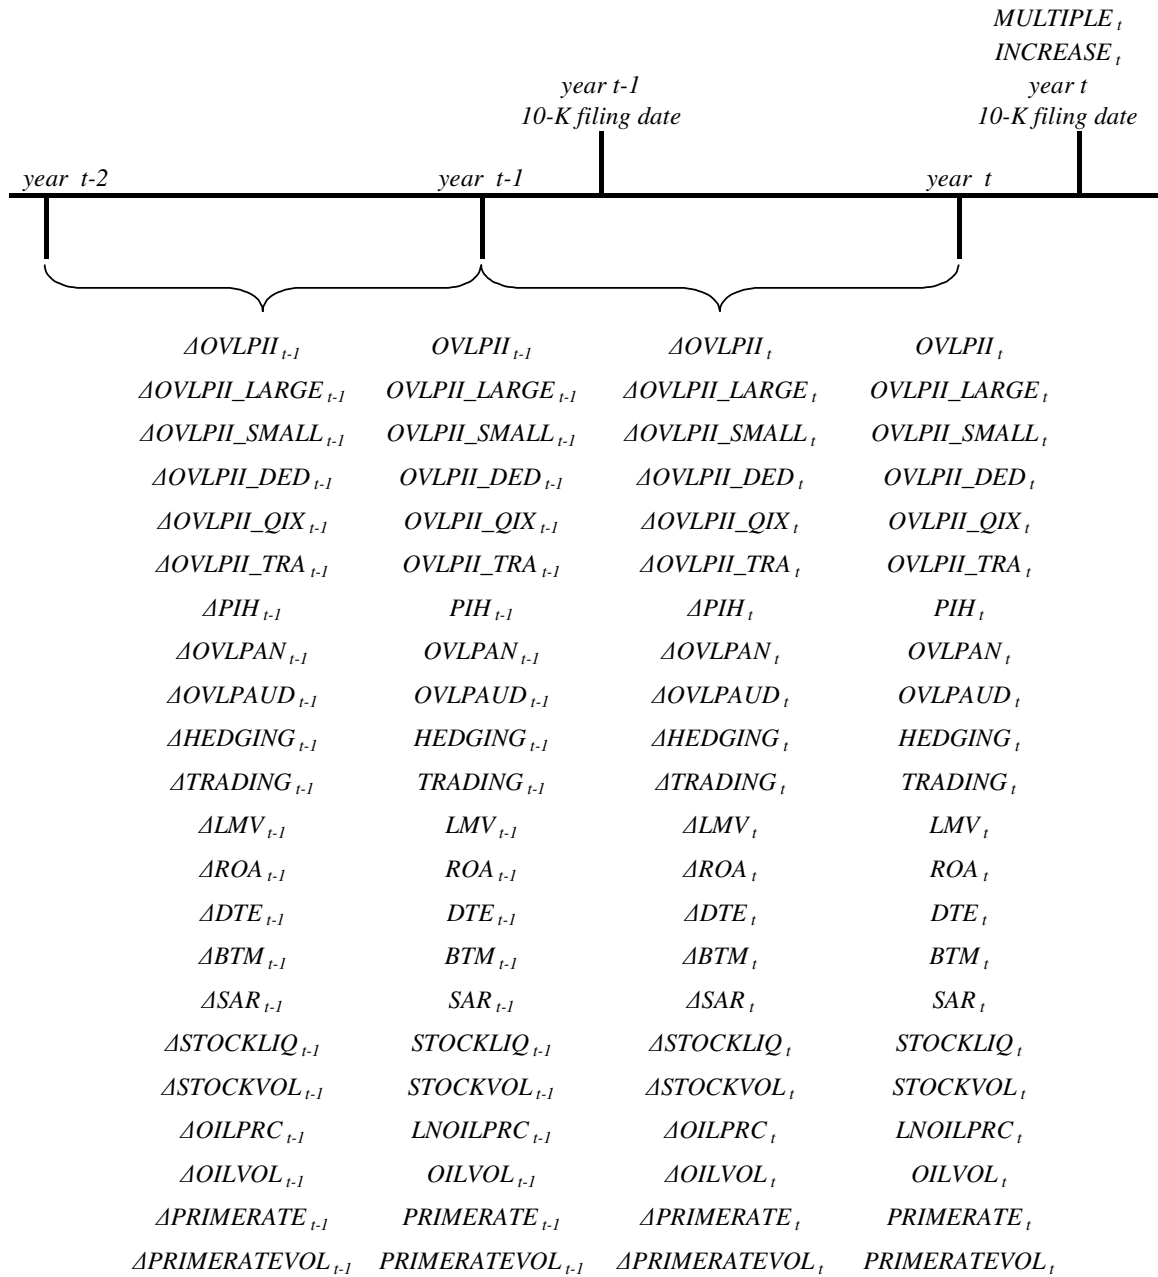 MULTIPLE t
INCREASE t
year t-1
year t
10-K filing date
10-K filing date
year t-2
year t-1
year t
ΔOVLPII t-1 OVLPII t-1 ΔOVLPII t OVLPII t
ΔOVLPII_LARGE t-1 OVLPII_LARGE t-1 ΔOVLPII_LARGE t OVLPII_LARGE t
ΔOVLPII_SMALL t-1 OVLPII_SMALL t-1 ΔOVLPII_SMALL t OVLPII_SMALL t
ΔOVLPII_DED t-1 OVLPII_DED t-1 ΔOVLPII_DED t OVLPII_DED t
ΔOVLPII_QIX t-1 OVLPII_QIX t-1 ΔOVLPII_QIX t OVLPII_QIX t
ΔOVLPII_TRA t-1 OVLPII_TRA t-1 ΔOVLPII_TRA t OVLPII_TRA t
ΔPIH t-1 PIH t-1 ΔPIH t PIH t
ΔOVLPAN t-1 OVLPAN t-1 ΔOVLPAN t OVLPAN t
ΔOVLPAUD t-1 OVLPAUD t-1 ΔOVLPAUD t OVLPAUD t
ΔHEDGING t-1 HEDGING t-1 ΔHEDGING t HEDGING t
ΔTRADING t-1 TRADING t-1 ΔTRADING t TRADING t
ΔLMV t-1 LMV t-1 ΔLMV t LMV t
ΔROA t-1 ROA t-1 ΔROA t ROA t
ΔDTE t-1 DTE t-1 ΔDTE t DTE t
ΔBTM t-1 BTM t-1 ΔBTM t BTM t
ΔSAR t-1 SAR t-1 ΔSAR t SAR t
ΔSTOCKLIQ t-1 STOCKLIQ t-1 ΔSTOCKLIQ t STOCKLIQ t
ΔSTOCKVOL t-1 STOCKVOL t-1 ΔSTOCKVOL t STOCKVOL t
ΔOILPRC t-1 LNOILPRC t-1 ΔOILPRC t LNOILPRC t
ΔOILVOL t-1 OILVOL t-1 ΔOILVOL t OILVOL t
ΔPRIMERATE t-1 PRIMERATE t-1 ΔPRIMERATE t PRIMERATE t
ΔPRIMERATEVOL t-1 PRIMERATEVOL t-1 ΔPRIMERATEVOL t PRIMERATEVOL t